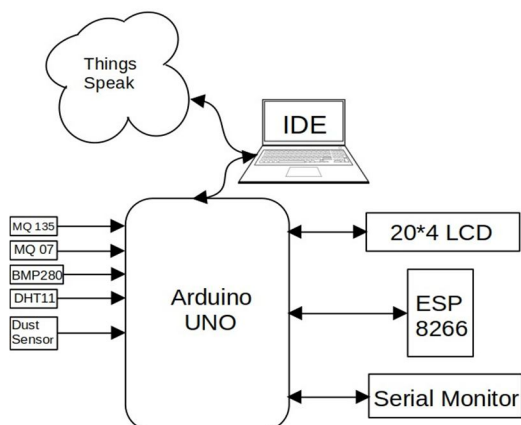 Things
Speak
IDE
MQ 135
MQ 07
BMP280
DHT11
Dust
Sensor
Arduino
UNO
20*4 LCD
ESP
8266
Serial Monitor